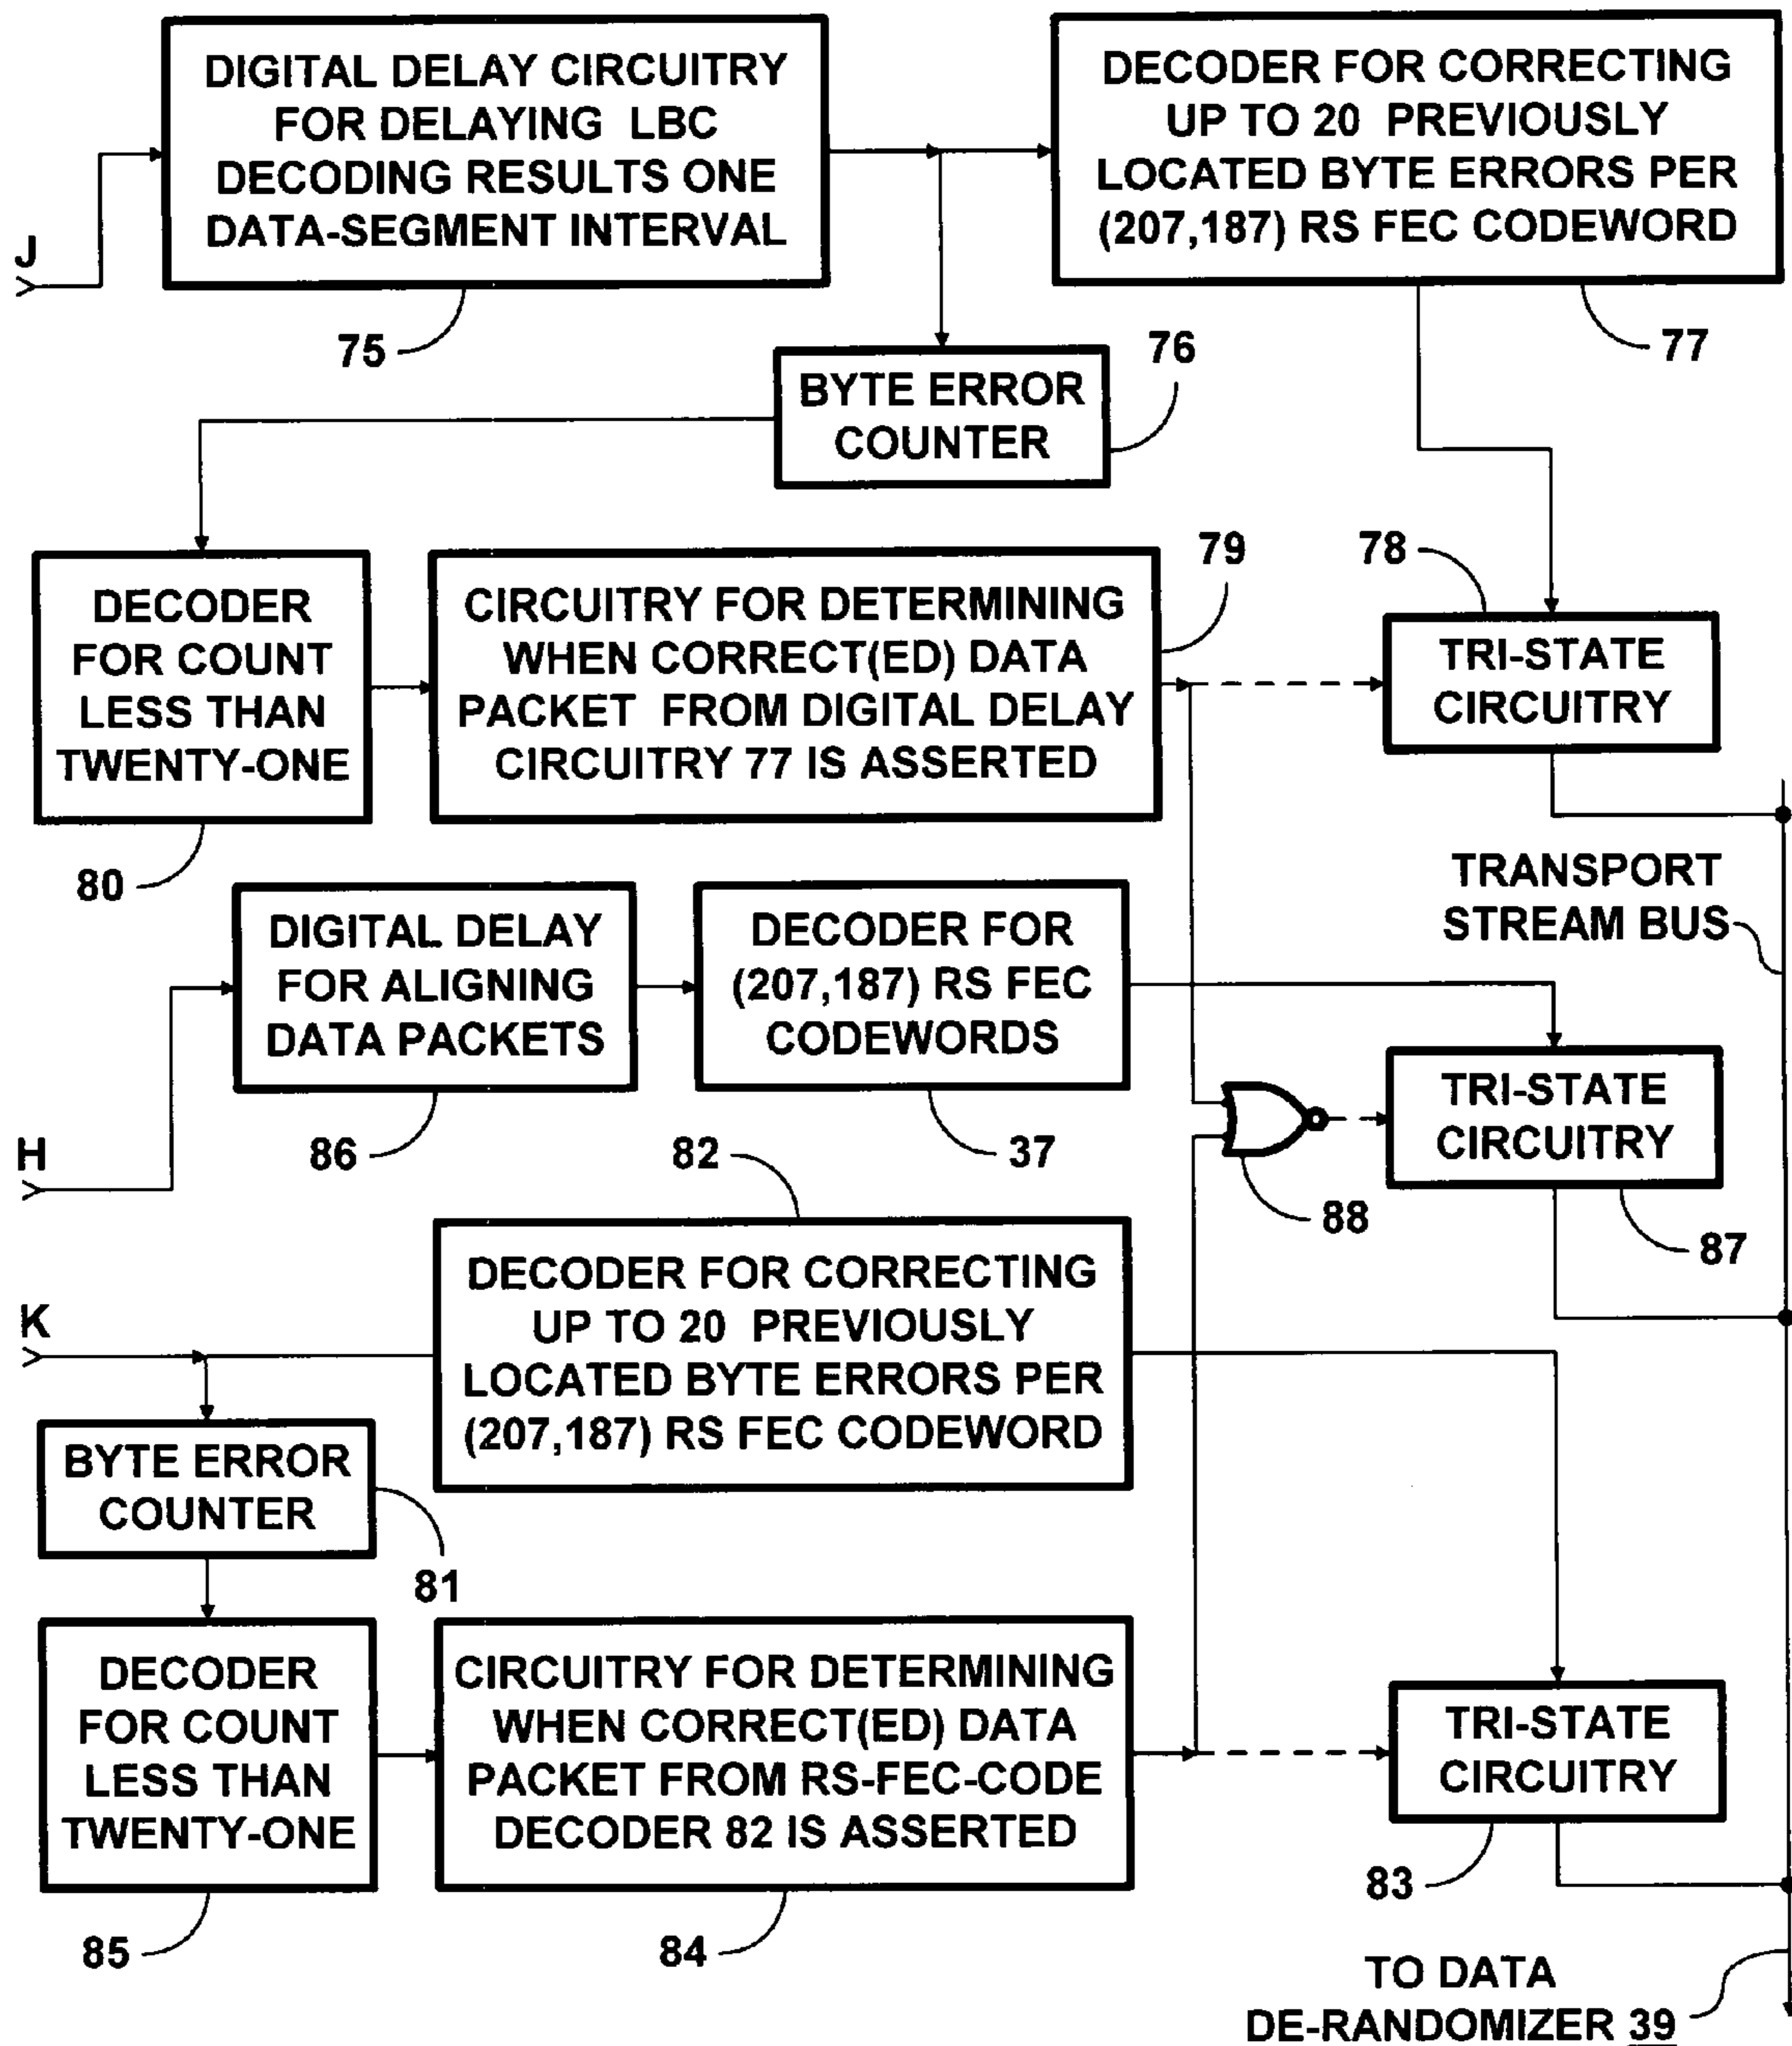 DIGITAL DELAY CIRCUITRY
FOR DELAYING LBC
DECODING RESULTS ONE
DATA-SEGMENT INTERVAL
DECODER FOR CORRECTING
UP TO 20 PREVIOUSLY
LOCATED BYTE ERRORS PER
(207,187) RS FEC CODEWORD
J
75
76
77
BYTE ERROR
COUNTER
79
78
DECODER
FOR COUNT
LESS THAN
TWENTY-ONE
CIRCUITRY FOR DETERMINING
WHEN CORRECT(ED) DATA
PACKET FROM DIGITAL DELAY
CIRCUITRY 77 IS ASSERTED
TRI-STATE
CIRCUITRY
80
TRANSPORT
STREAM BUS
DIGITAL DELAY
FOR ALIGNING
DATA PACKETS
DECODER FOR
(207,187) RS FEC
CODEWORDS
TRI-STATE
CIRCUITRY
H
86
82
37
88
87
DECODER FOR CORRECTING
UP TO 20 PREVIOUSLY
LOCATED BYTE ERRORS PER
(207,187) RS FEC CODEWORD
K
BYTE ERROR
COUNTER
81
DECODER
FOR COUNT
LESS THAN
TWENTY-ONE
CIRCUITRY FOR DETERMINING
WHEN CORRECT(ED) DATA
PACKET FROM RS-FEC-CODE
DECODER 82 IS ASSERTED
TRI-STATE
CIRCUITRY
83
85
84
TO DATA
DE-RANDOMIZER 39